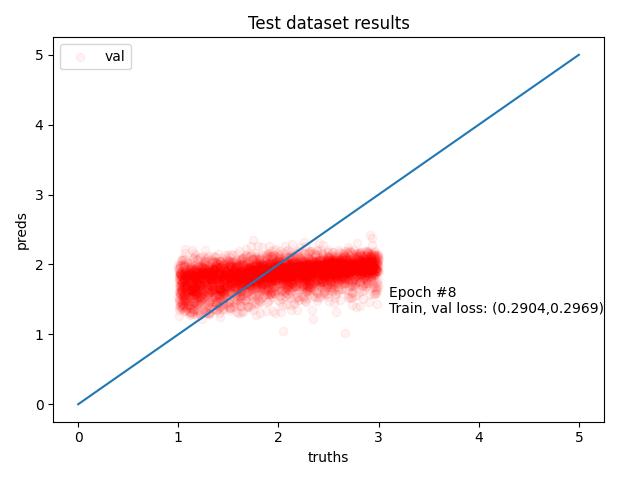 Test dataset results
val
5
4
3
2
1
0
preds
Epoch #8
Train, val loss: (0.2904,0.2969)
0 1 2 3 4 5
truths